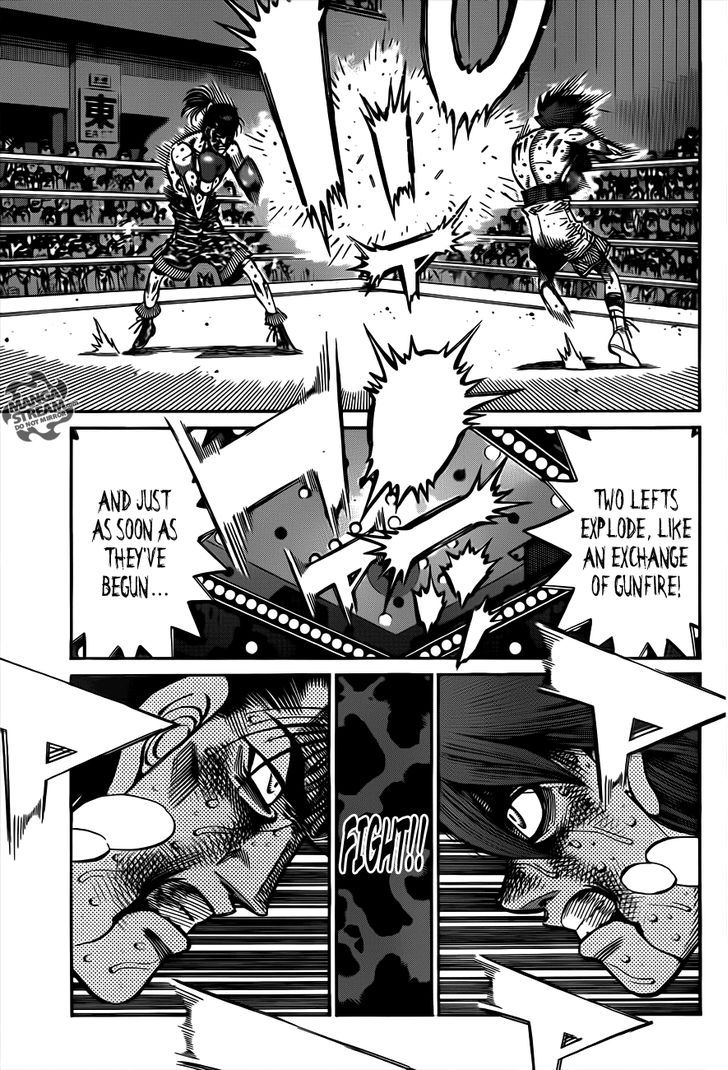 東
MANGA
STREAM
DO NOT MIRROR
TWO LEFTS
EXPLODE, LIKE
AN EXCHANGE
OF GUNFIRE!
AND JUST
AS SOON AS
THEY'VE
BEGUN...
FIGHT!!